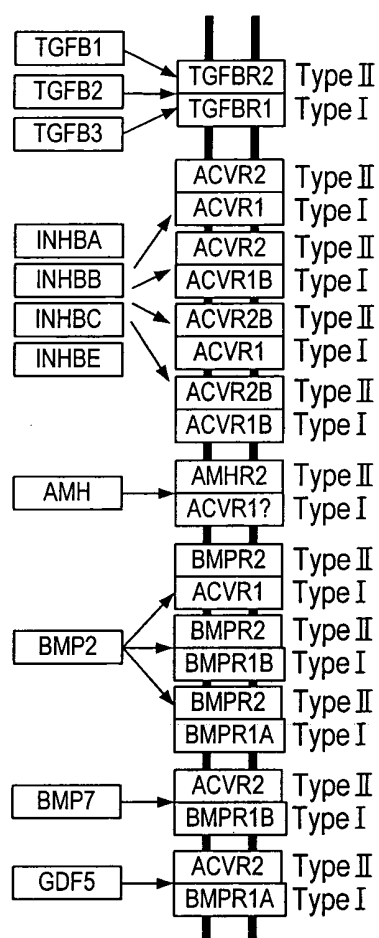 TGFB1
TGFB2
TGFB3
TGFBR2 Type II
TGFBR1 Type I
ACVR2 Type II
ACVR1 Type I
INHBA
INHBB
INHBC
INHBE
ACVR2 Type II
ACVR1B Type I
ACVR2B Type II
ACVR1 Type I
ACVR2B Type II
ACVR1B Type I
AMH
AMHR2 Type II
ACVR1? Type I
BMPR2 Type II
ACVR1 Type I
BMP2
BMPR2 Type II
BMPR1B Type I
BMPR2 Type II
BMPR1A Type I
BMP7
ACVR2 Type II
BMPR1B Type I
GDF5
ACVR2 Type II
BMPR1A Type I